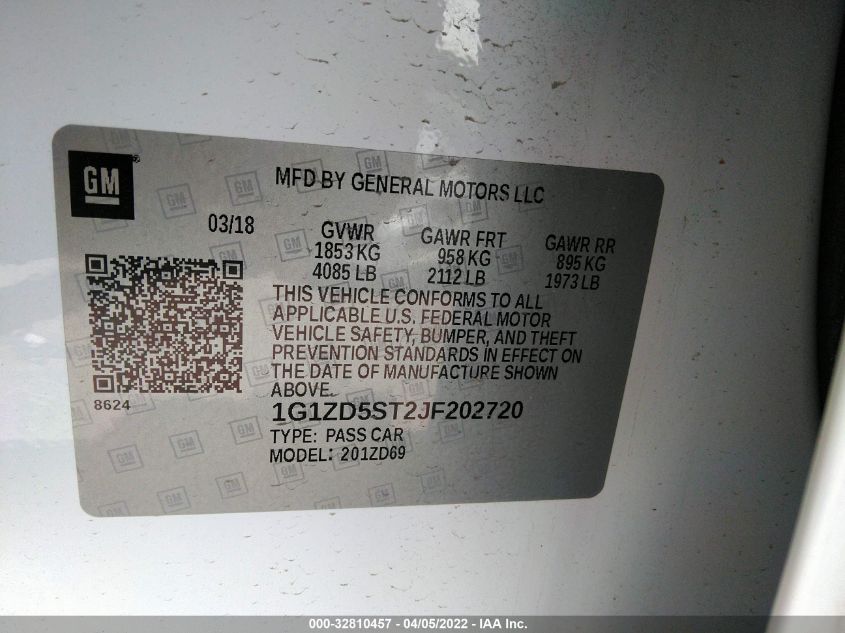 GM
MFD BY GENERAL MOTORS LLC
03/18
GVWR
1853 KG
4085 LB
GAWR FRT
958 KG
2112 LB
GAWR RR
895 KG
1973 LB
THIS VEHICLE CONFORMS TO ALL
APPLICABLE U.S. FEDERAL MOTOR
VEHICLE SAFETY, BUMPER, AND THEFT
PREVENTION STANDARDS IN EFFECT ON
THE DATE OF MANUFACTURE SHOWN
ABOVE.
8624
1G1ZD5ST2JF202720
TYPE: PASS CAR
MODEL: 201ZD69
000-32810457 - 04/05/2022 - IAA Inc.